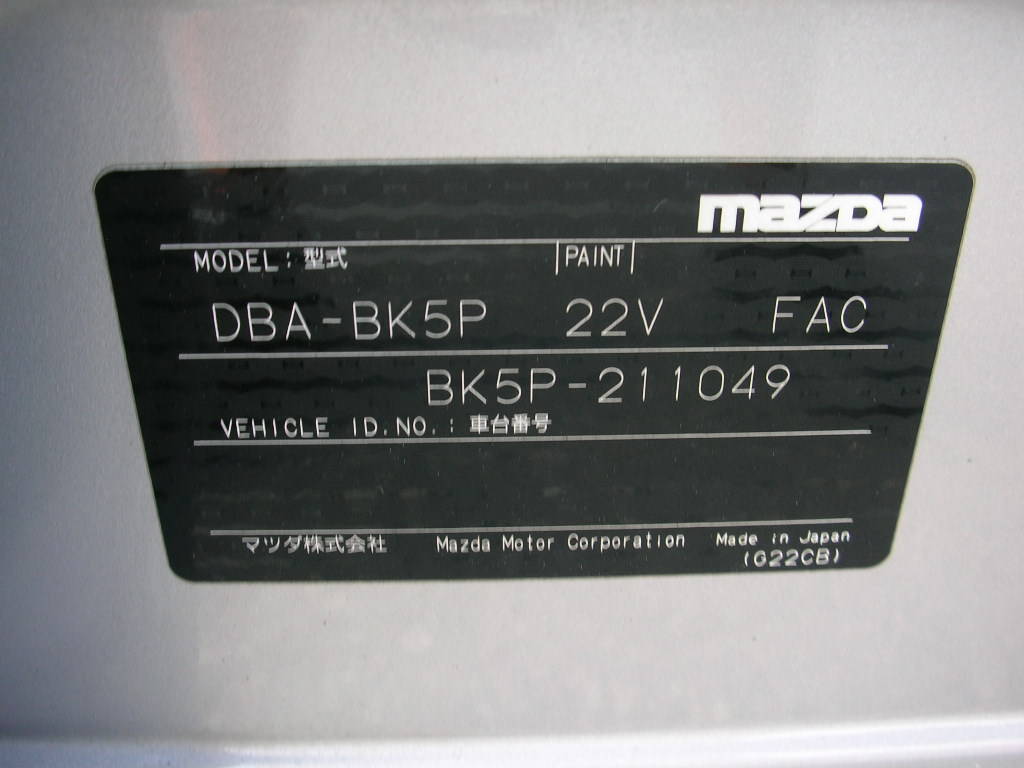 mazda
MODEL: 型式 |PAINT|
DBA-BK5P 22V FAC
BK5P-211049
VEHICLE ID.NO.: 車台番号
マツダ株式会社 Mazda Motor Corporation Made in Japan
(G22CB)